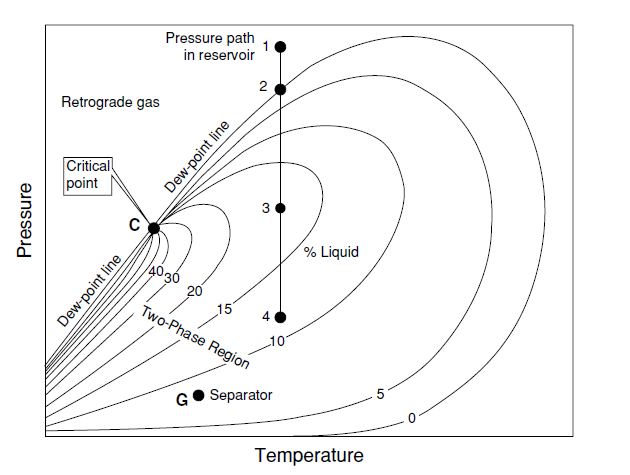 Pressure path
in reservoir
1
2
Retrograde gas
Dew-point line
Critical
point
C
3
% Liquid
Dew-point line
40
30
20
15
4
Two-Phase Region
10
G
Separator
5
0
Pressure
Temperature